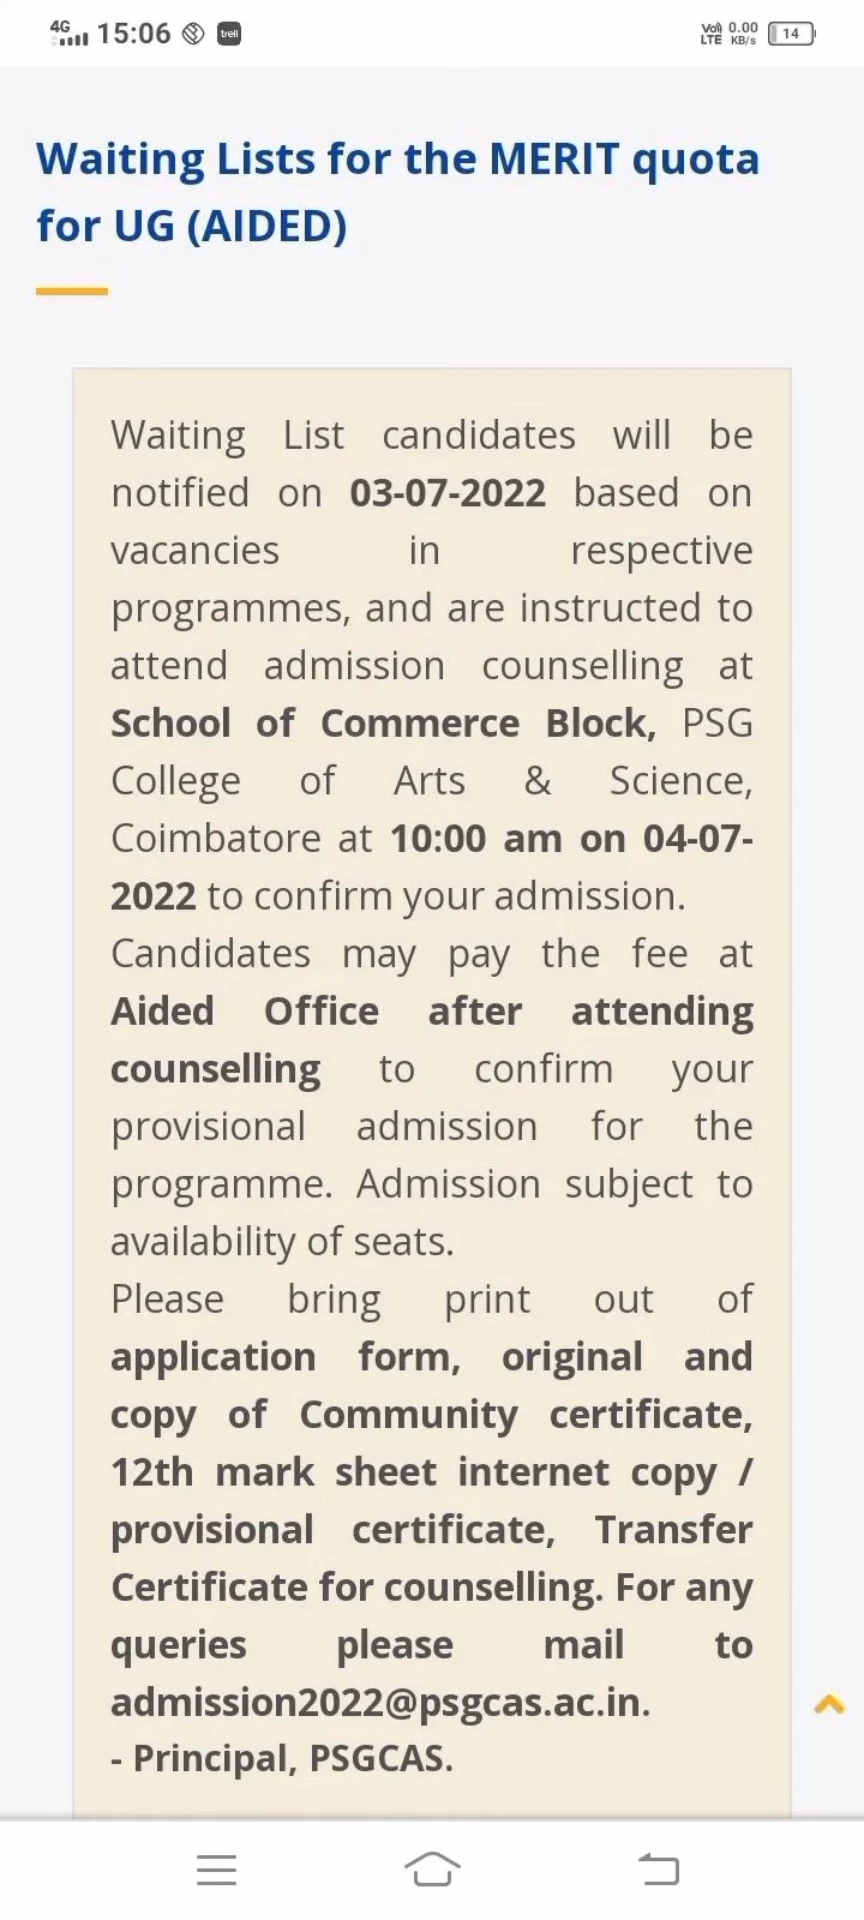 4G 15:06 trell Vo) 0.00 LTE KB/s 14
Waiting Lists for the MERIT quota
for UG (AIDED)
Waiting List candidates will be
notified on 03-07-2022 based on
vacancies in respective
programmes, and are instructed to
attend admission counselling at
School of Commerce Block, PSG
College of Arts & Science,
Coimbatore at 10:00 am on 04-07-
2022 to confirm your admission.
Candidates may pay the fee at
Aided Office after attending
counselling to confirm your
provisional admission for the
programme. Admission subject to
availability of seats.
Please bring print out of
application form, original and
copy of Community certificate,
12th mark sheet internet copy /
provisional certificate, Transfer
Certificate for counselling. For any
queries please mail to
admission2022@psgcas.ac.in.
- Principal, PSGCAS.